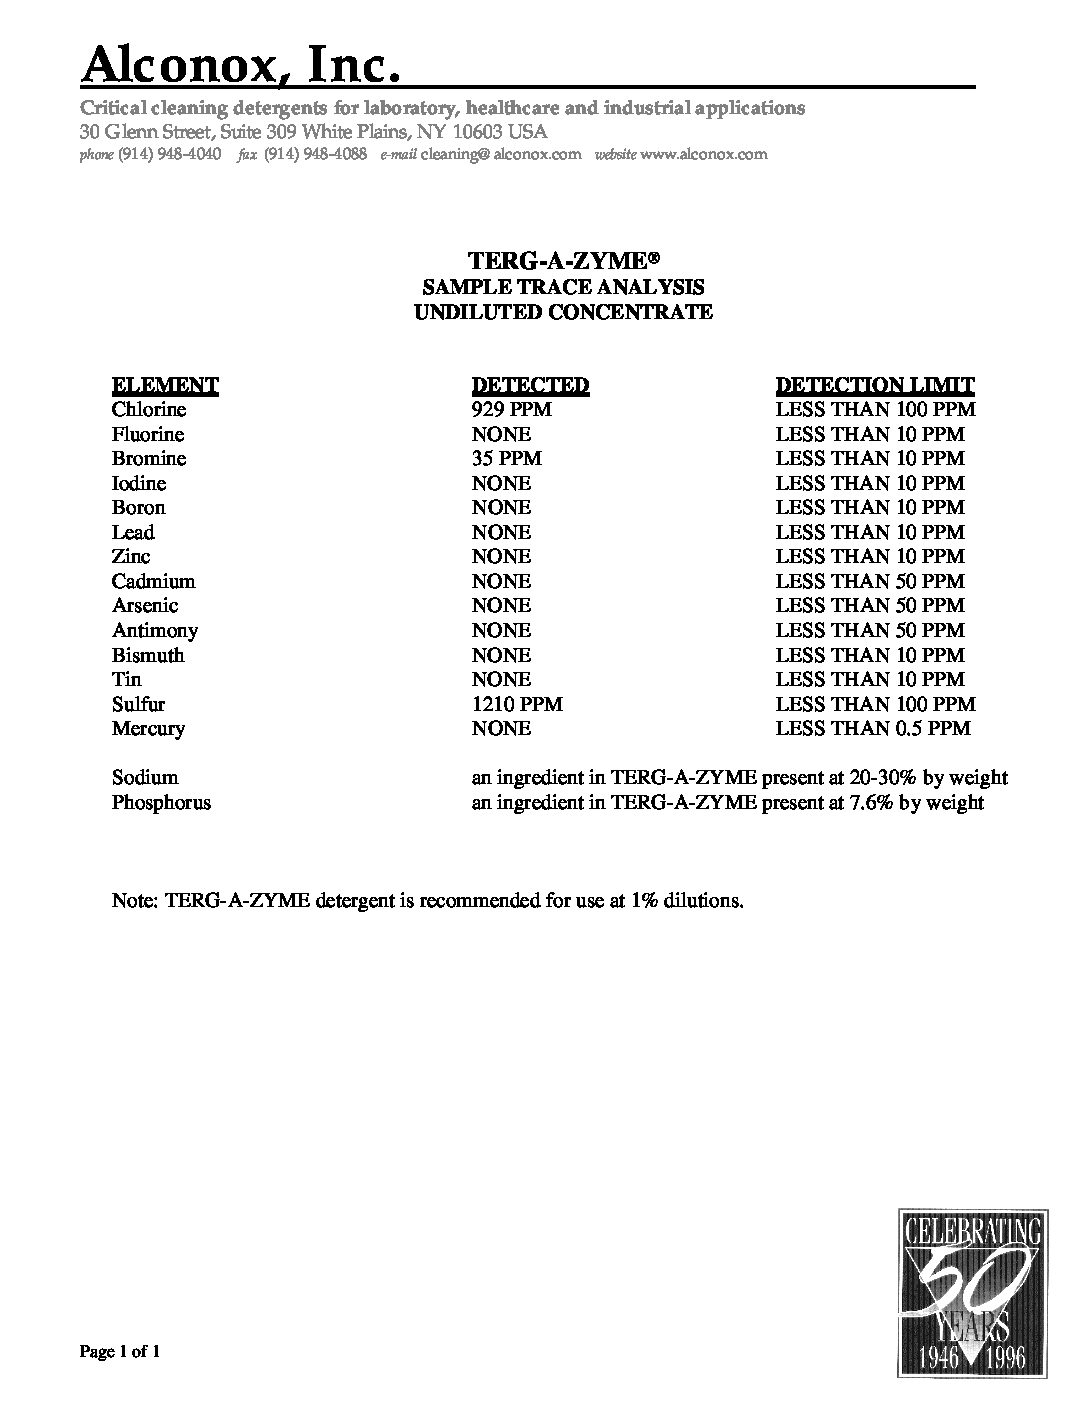 Alconox, Inc.
Critical cleaning detergents for laboratory, healthcare and industrial applications
30 Glenn Street, Suite 309 White Plains, NY 10603 USA
phone (914) 948-4040 fax (914) 948-4088 e-mail cleaning@alconox.com website www.alconox.com
TERG-A-ZYME®
SAMPLE TRACE ANALYSIS
UNDILUTED CONCENTRATE
ELEMENT DETECTED DETECTION LIMIT
Chlorine 929 PPM LESS THAN 100 PPM
Fluorine NONE LESS THAN 10 PPM
Bromine 35 PPM LESS THAN 10 PPM
Iodine NONE LESS THAN 10 PPM
Boron NONE LESS THAN 10 PPM
Lead NONE LESS THAN 10 PPM
Zinc NONE LESS THAN 10 PPM
Cadmium NONE LESS THAN 50 PPM
Arsenic NONE LESS THAN 50 PPM
Antimony NONE LESS THAN 50 PPM
Bismuth NONE LESS THAN 10 PPM
Tin NONE LESS THAN 10 PPM
Sulfur 1210 PPM LESS THAN 100 PPM
Mercury NONE LESS THAN 0.5 PPM
Sodium an ingredient in TERG-A-ZYME present at 20-30% by weight
Phosphorus an ingredient in TERG-A-ZYME present at 7.6% by weight
Note: TERG-A-ZYME detergent is recommended for use at 1% dilutions.
CELEBRATING
50
YEARS
1946 1996
Page 1 of 1